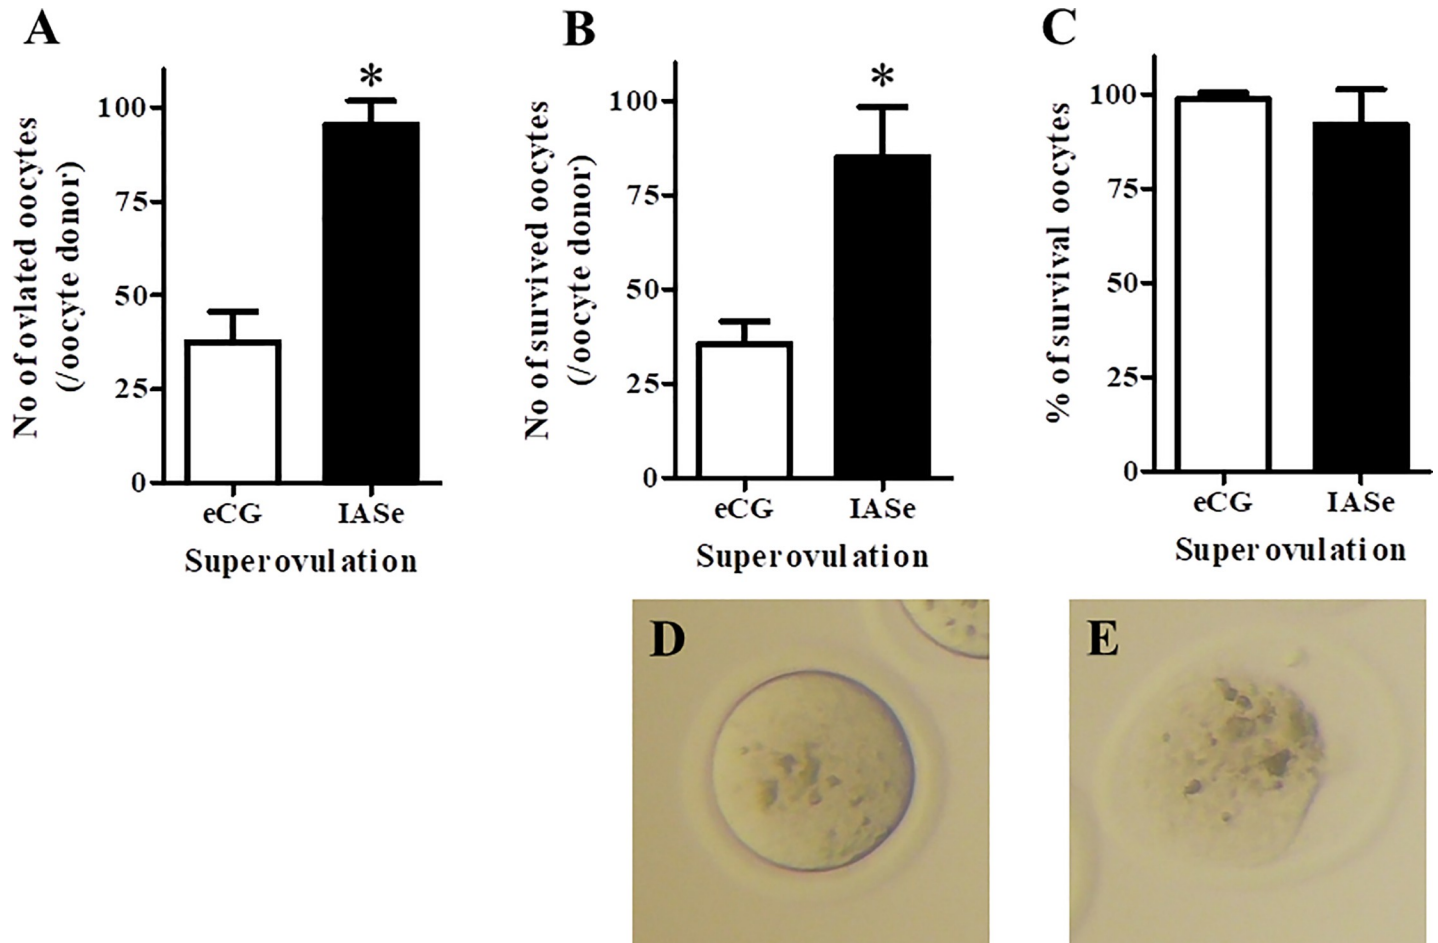 A
No of ovlated oocytes
(/oocyte donor)
100
75
50
25
0
*
eCG
IASe
Superovulation
B
No of survived oocytes
(/oocyte donor)
100
75
50
25
0
*
eCG
IASe
Superovulation
C
% of survival oocytes
100
75
50
25
0
eCG
IASe
Superovulation
D
E